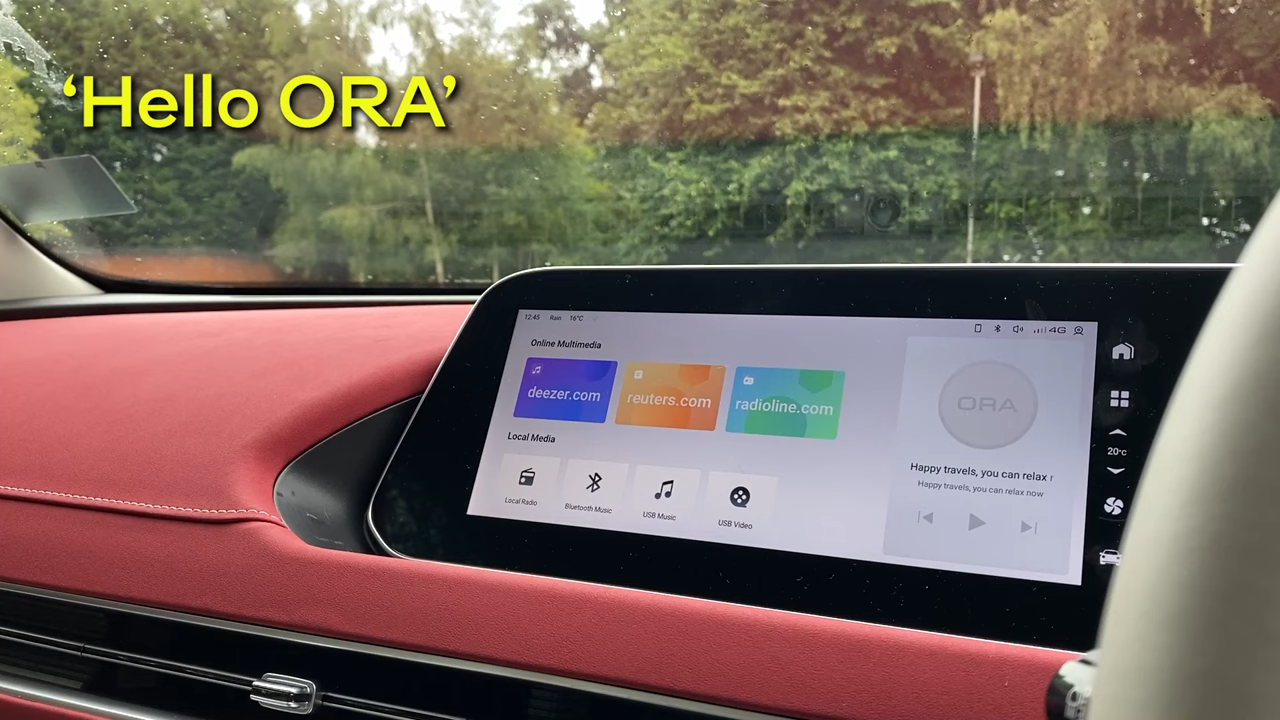 ‘Hello ORA’
12:45 Rain 16°C
4G
Online Multimedia
deezer.com
reuters.com
radioline.com
ORA
Local Media
Happy travels, you can relax
Happy travels, you can relax now
20°C
Local Radio
Bluetooth Music
USB Music
USB Video